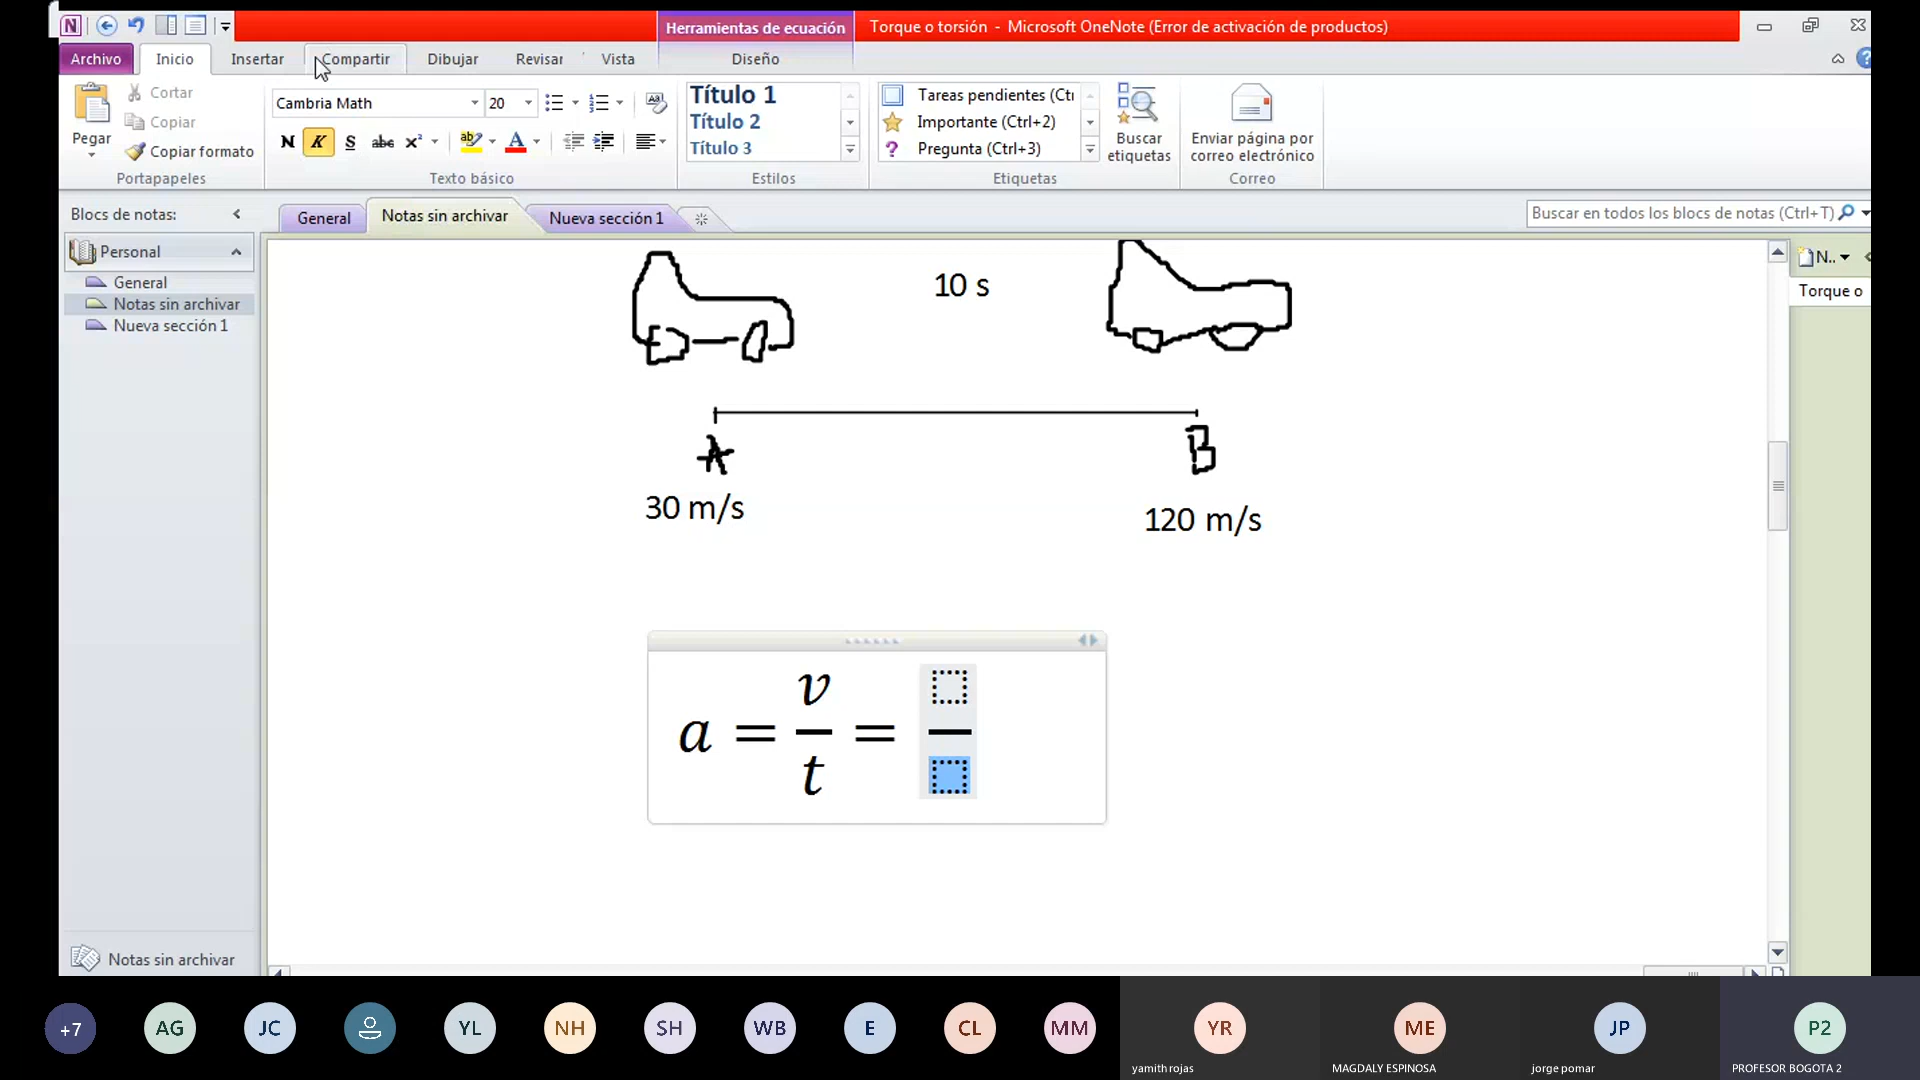 Herramientas de ecuación
Torque o torsión - Microsoft OneNote (Error de activación de productos)
Archivo
Inicio
Insertar
Compartir
Dibujar
Revisar
Vista
Diseño
Pegar
Cortar
Copiar
Copiar formato
Portapapeles
Cambria Math
20
N K S abc x²
Texto básico
Título 1
Título 2
Título 3
Estilos
Tareas pendientes (Ctr
Importante (Ctrl+2)
Pregunta (Ctrl+3)
Buscar
etiquetas
Etiquetas
Enviar página por
correo electrónico
Correo
Blocs de notas:
General
Notas sin archivar
Nueva sección 1
Buscar en todos los blocs de notas (Ctrl+T)
Personal
General
Notas sin archivar
Nueva sección 1
N..
Torque o
10 s
A
B
30 m/s
120 m/s
a = v/t =
Notas sin archivar
+7
AG
JC
YL
NH
SH
WB
E
CL
MM
YR
ME
JP
P2
yamith rojas
MAGDALY ESPINOSA
jorge pomar
PROFESOR BOGOTA 2